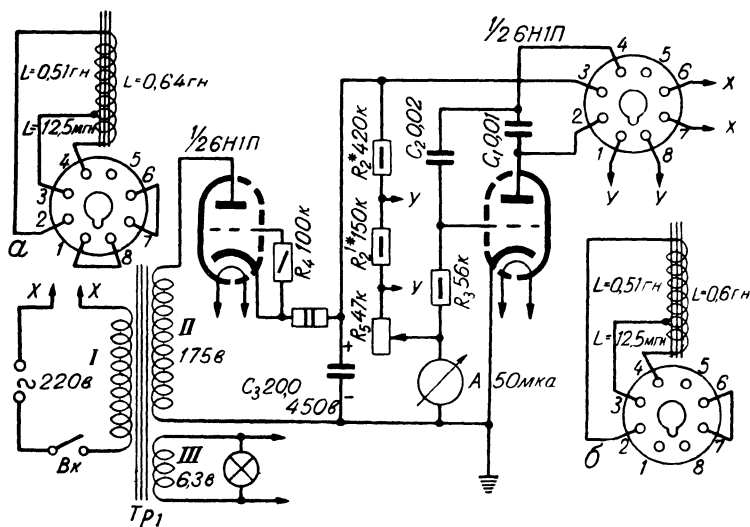 L=0,51гн
L=0,64гн
L=12,5мгн
4
5
3
6
2
1
7
8
а
1/2 6Н1П
R4 100к
R2* 420к
У
R2'* 150к
У
R5 47к
C2 0,02
C1 0,01
R3 56к
1/2 6Н1П
4
5
3
6
X
2
7
X
1
8
У
У
X
X
I
II
175в
~220в
Вк
+
C3 20,0
450в
-
А
50мка
III
6,3в
Тр1
L=0,51гн
L=0,6гн
L=12,5мгн
4
5
3
6
2
7
1
8
б